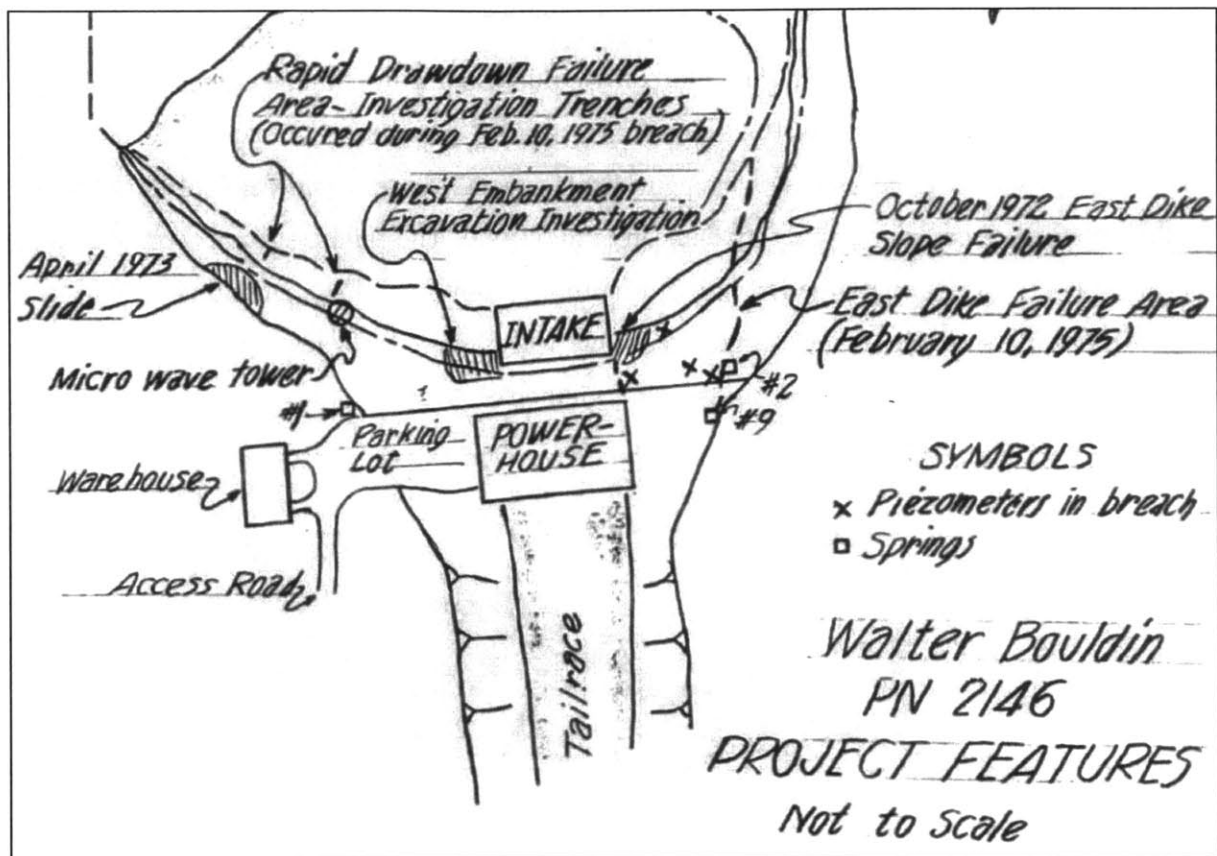 Rapid Drawdown Failure
Area- Investigation Trenches
(Occured during Feb. 10, 1975 breach)
West Embankment
Excavation Investigation
October 1972 East Dike
Slope Failure
April 1973
Slide
INTAKE
East Dike Failure Area
(February 10, 1975)
Micro wave tower
#2
#1
#9
Parking
Lot
POWER-
HOUSE
Warehouse
SYMBOLS
x Piezometers in breach
□ Springs
Access Road
Tailrace
Walter Bouldin
PN 2146
PROJECT FEATURES
Not to Scale